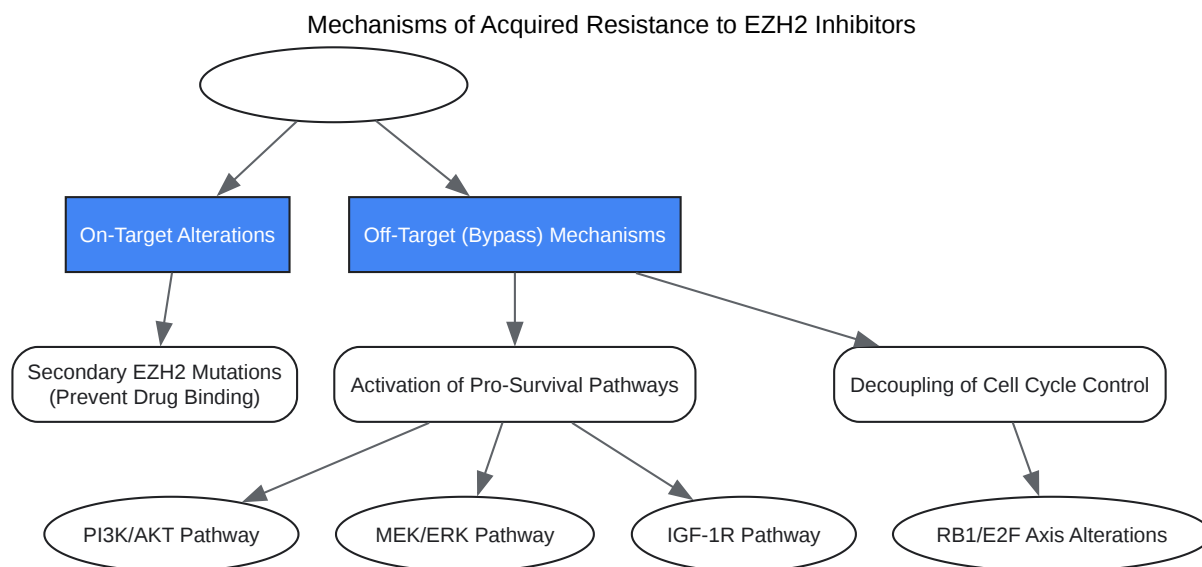 Mechanisms of Acquired Resistance to EZH2 Inhibitors
On-Target Alterations
Off-Target (Bypass) Mechanisms
Secondary EZH2 Mutations
(Prevent Drug Binding)
Activation of Pro-Survival Pathways
Decoupling of Cell Cycle Control
PI3K/AKT Pathway
MEK/ERK Pathway
IGF-1R Pathway
RB1/E2F Axis Alterations